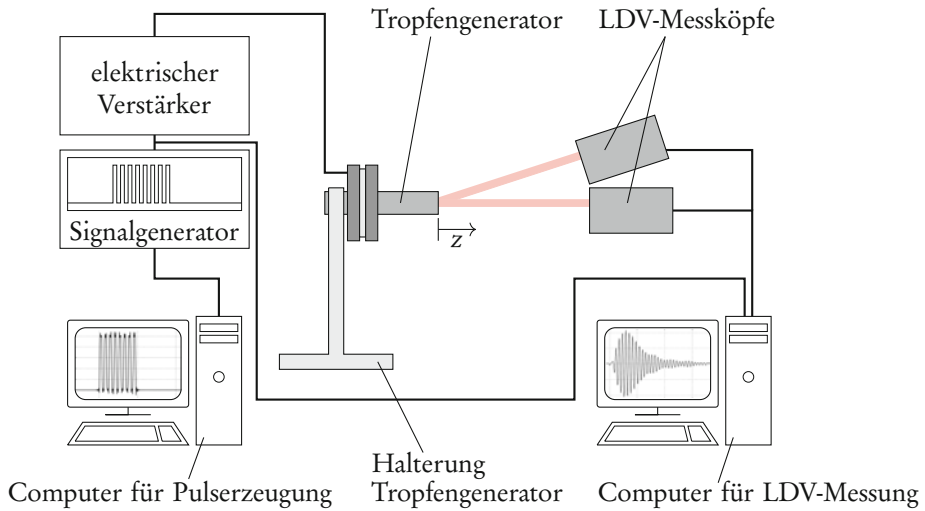 Tropfengenerator
LDV-Messköpfe
elektrischer
Verstärker
Signalgenerator
z
Halterung
Tropfengenerator
Computer für Pulserzeugung
Computer für LDV-Messung